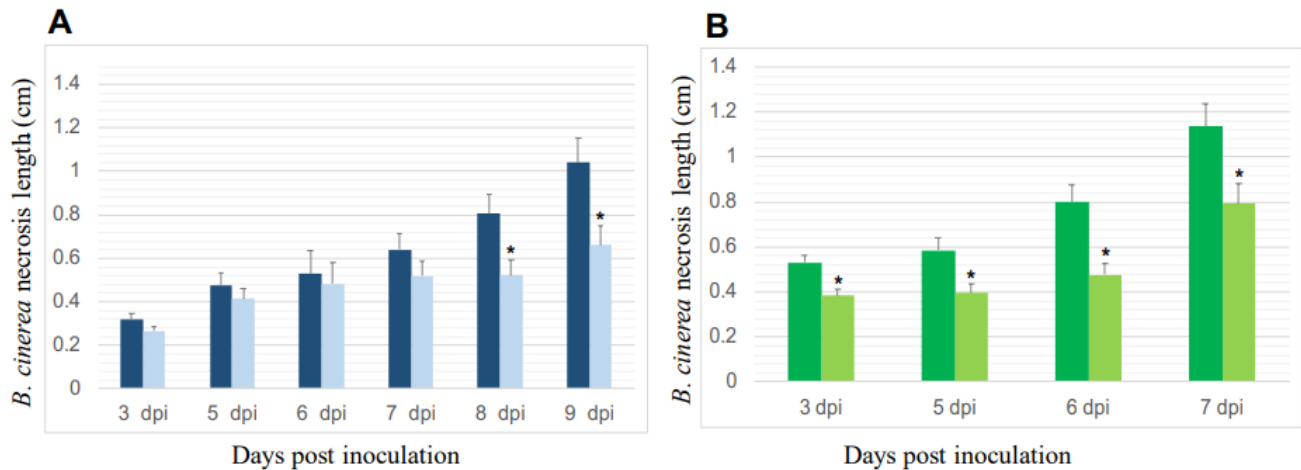 A
B. cinerea necrosis length (cm)
1.4
1.2
1
0.8
0.6
0.4
0.2
0
*
*
3 dpi
5 dpi
6 dpi
7 dpi
8 dpi
9 dpi
Days post inoculation
B
B. cinerea necrosis length (cm)
1.4
1.2
1
0.8
0.6
0.4
0.2
0
*
*
*
*
3 dpi
5 dpi
6 dpi
7 dpi
Days post inoculation